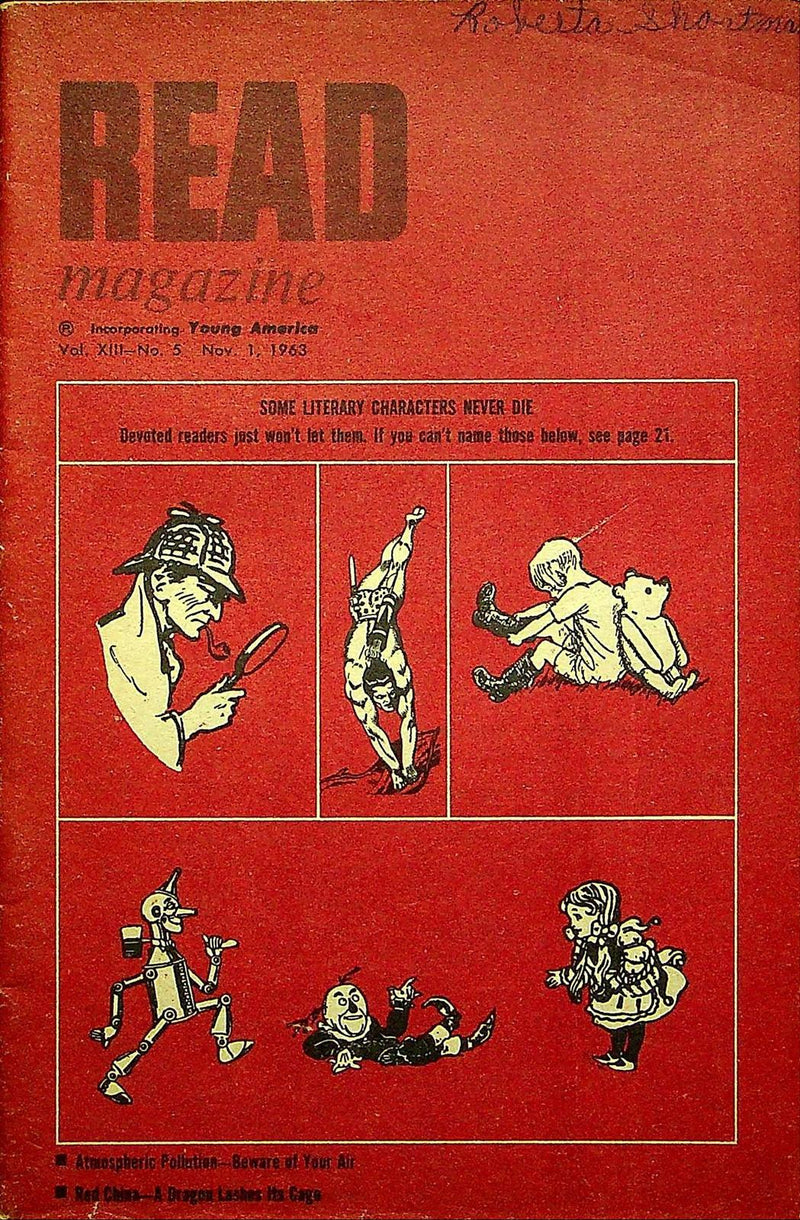 Roberta Shortma
READ
magazine
® Incorporating Young America
Vol. XIII—No. 5 Nov. 1, 1963
SOME LITERARY CHARACTERS NEVER DIE
Devoted readers just won't let them. If you can't name those below, see page 21.
■ Atmospheric Pollution—Beware of Your Air
■ Red China—A Dragon Lashes Its Cage